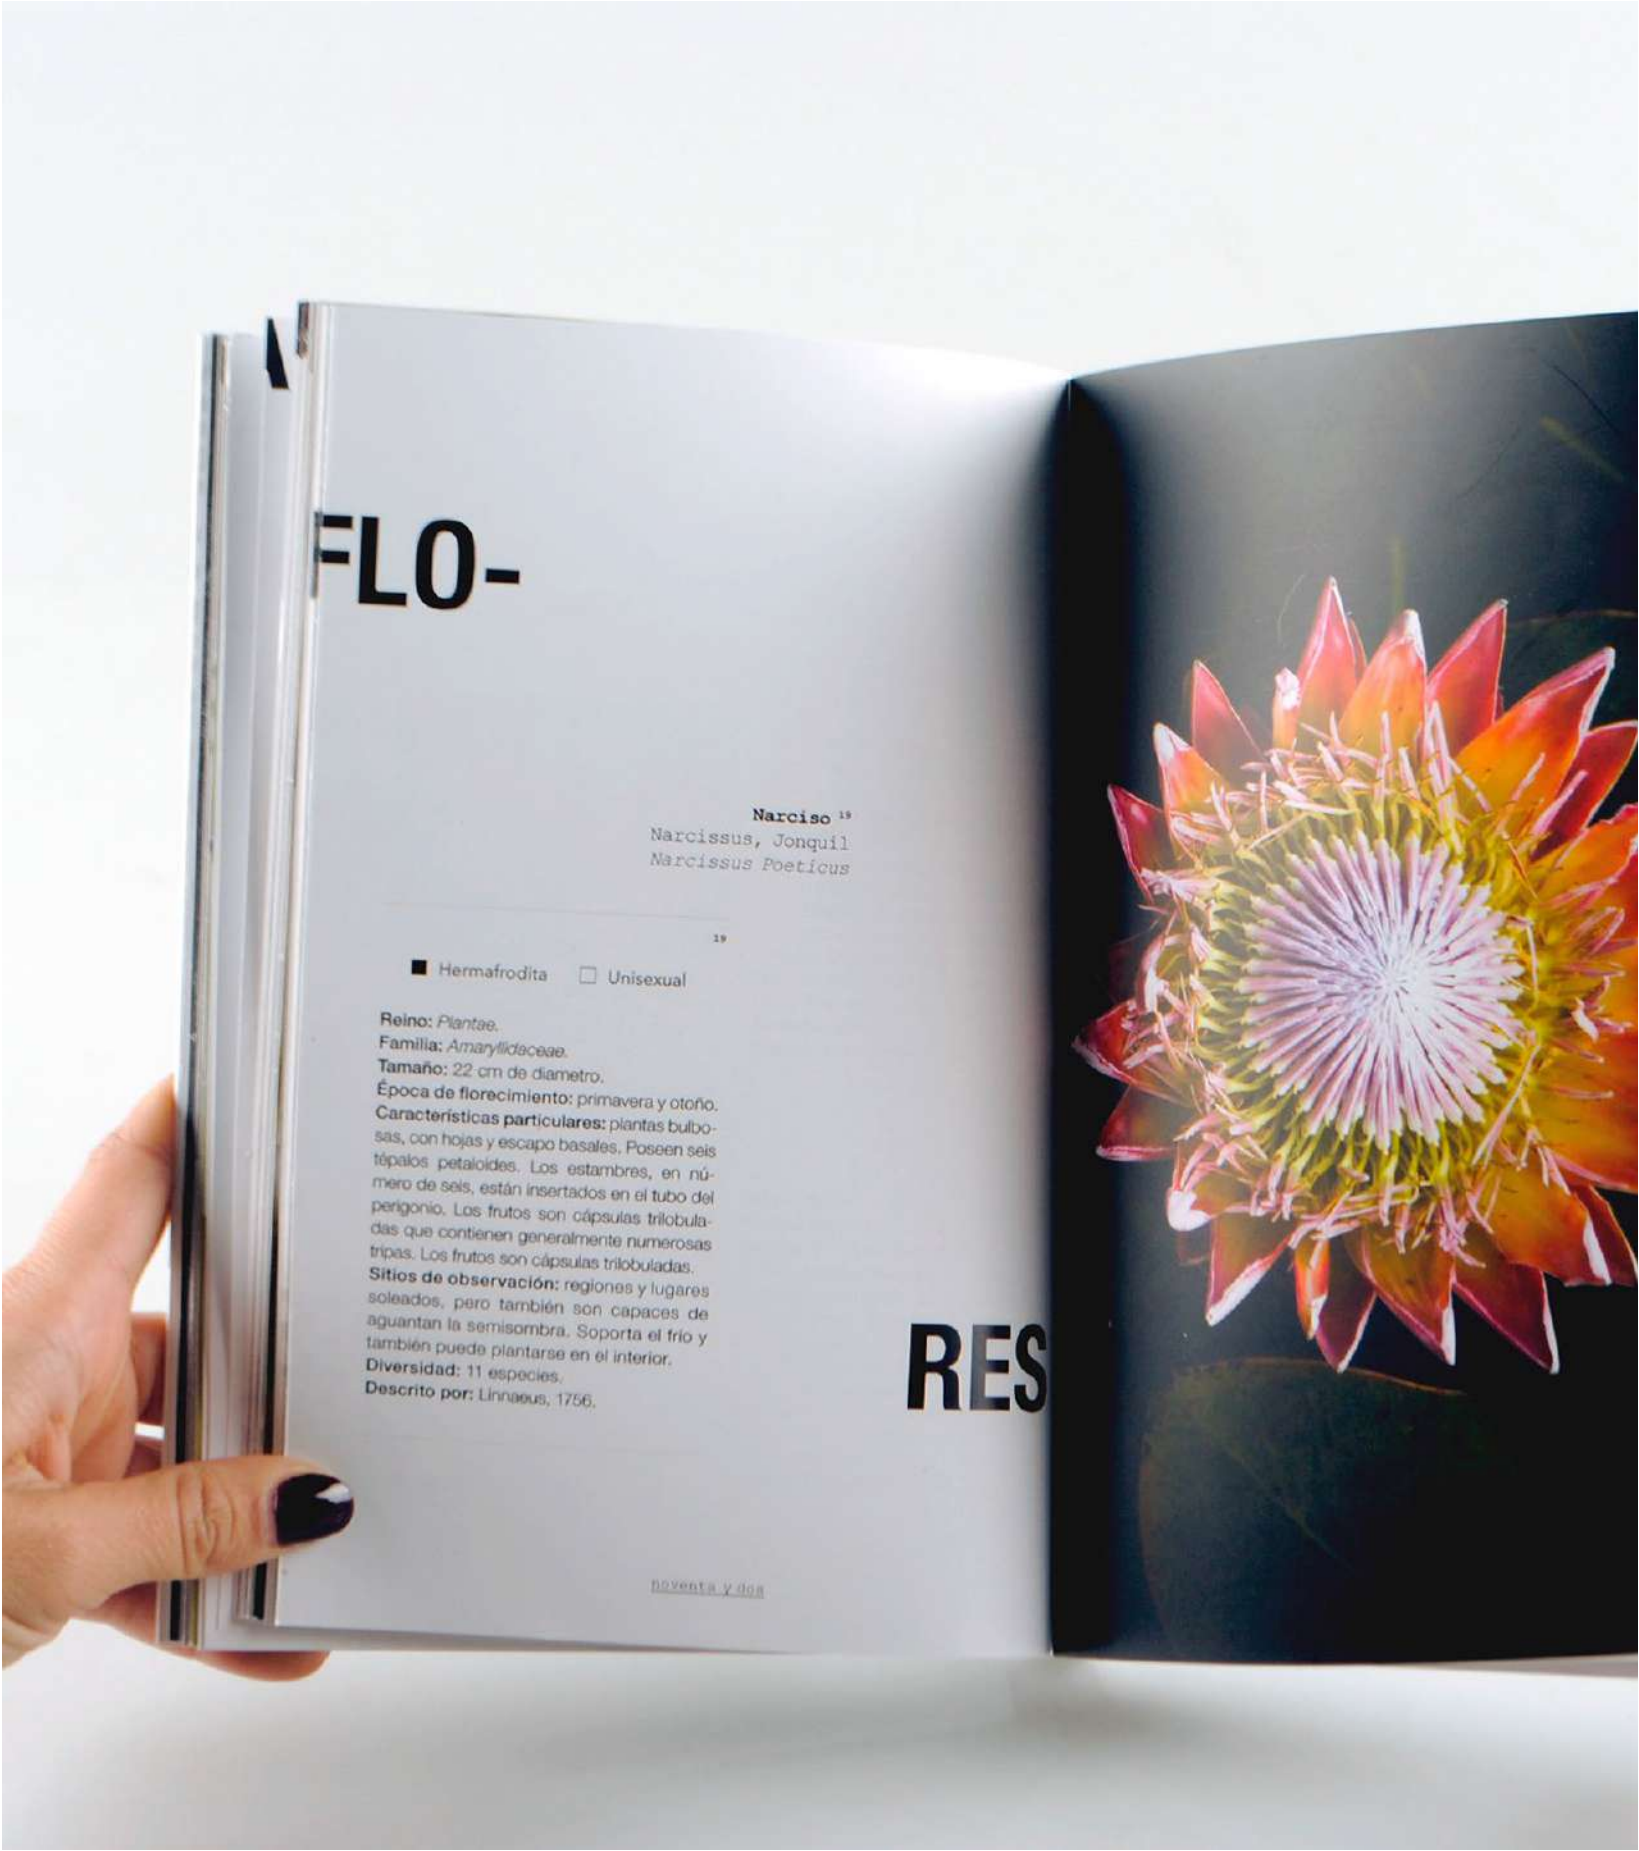 FLO-
Narciso 19
Narcissus, Jonquil
Narcissus Poeticus
19
■ Hermafrodita □ Unisexual
Reino: Plantae.
Familia: Amaryllidaceae.
Tamaño: 22 cm de diametro.
Época de florecimiento: primavera y otoño.
Características particulares: plantas bulbo-
sas, con hojas y escapo basales. Poseen seis
tépalos petaloides. Los estambres, en nú-
mero de seis, están insertados en el tubo del
perigonio. Los frutos son cápsulas trilobula-
das que contienen generalmente numerosas
tripas. Los frutos son cápsulas trilobuladas.
Sitios de observación: regiones y lugares
soleados, pero también son capaces de
aguantan la semisombra. Soporta el frío y
también puede plantarse en el interior.
Diversidad: 11 especies.
Descrito por: Linnaeus, 1756.
RES
noventa y dos